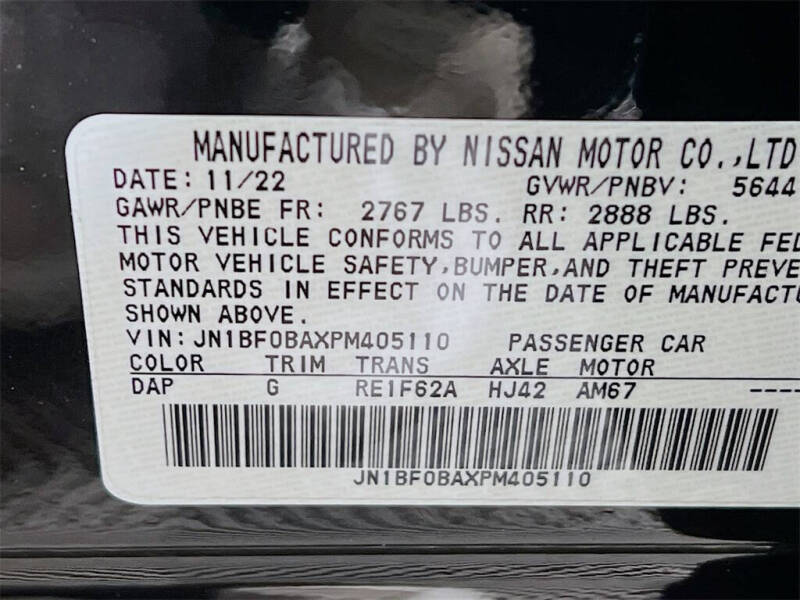 MANUFACTURED BY NISSAN MOTOR CO.,LTD
DATE: 11/22 GVWR/PNBV: 5644
GAWR/PNBE FR: 2767 LBS. RR: 2888 LBS.
THIS VEHICLE CONFORMS TO ALL APPLICABLE FED
MOTOR VEHICLE SAFETY,BUMPER,AND THEFT PREVE
STANDARDS IN EFFECT ON THE DATE OF MANUFACTU
SHOWN ABOVE.
VIN: JN1BF0BAXPM405110 PASSENGER CAR
COLOR TRIM TRANS AXLE MOTOR
DAP G RE1F62A HJ42 AM67 ----
JN1BF0BAXPM405110